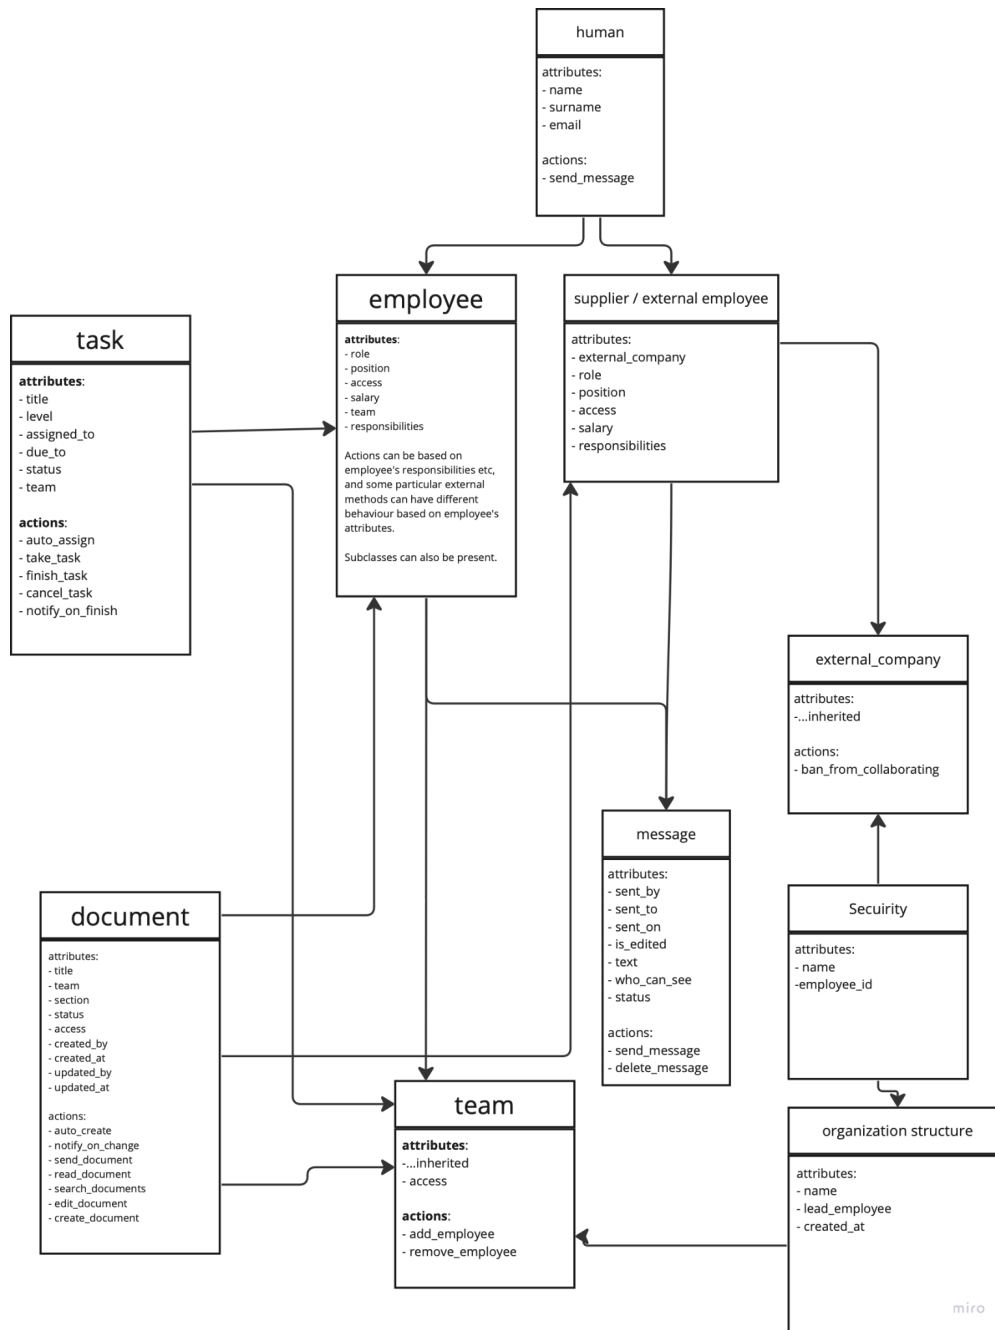 human
attributes:
- name
- surname
- email
actions:
- send_message
employee
attributes:
- role
- position
- access
- salary
- team
- responsibilities
Actions can be based on
employee's responsibilities etc,
and some particular external
methods can have different
behaviour based on employee's
attributes.
Subclasses can also be present.
supplier / external employee
attributes:
- external_company
- role
- position
- access
- salary
- responsibilities
task
attributes:
- title
- level
- assigned_to
- due_to
- status
- team
actions:
- auto_assign
- take_task
- finish_task
- cancel_task
- notify_on_finish
external_company
attributes:
-...inherited
actions:
- ban_from_collaborating
message
attributes:
- sent_by
- sent_to
- sent_on
- is_edited
- text
- who_can_see
- status
actions:
- send_message
- delete_message
Secuirity
attributes:
- name
-employee_id
document
attributes:
- title
- team
- section
- status
- access
- created_by
- created_at
- updated_by
- updated_at
actions:
- auto_create
- notify_on_change
- send_document
- read_document
- search_documents
- edit_document
- create_document
team
attributes:
-...inherited
- access
actions:
- add_employee
- remove_employee
organization structure
attributes:
- name
- lead_employee
- created_at
miro